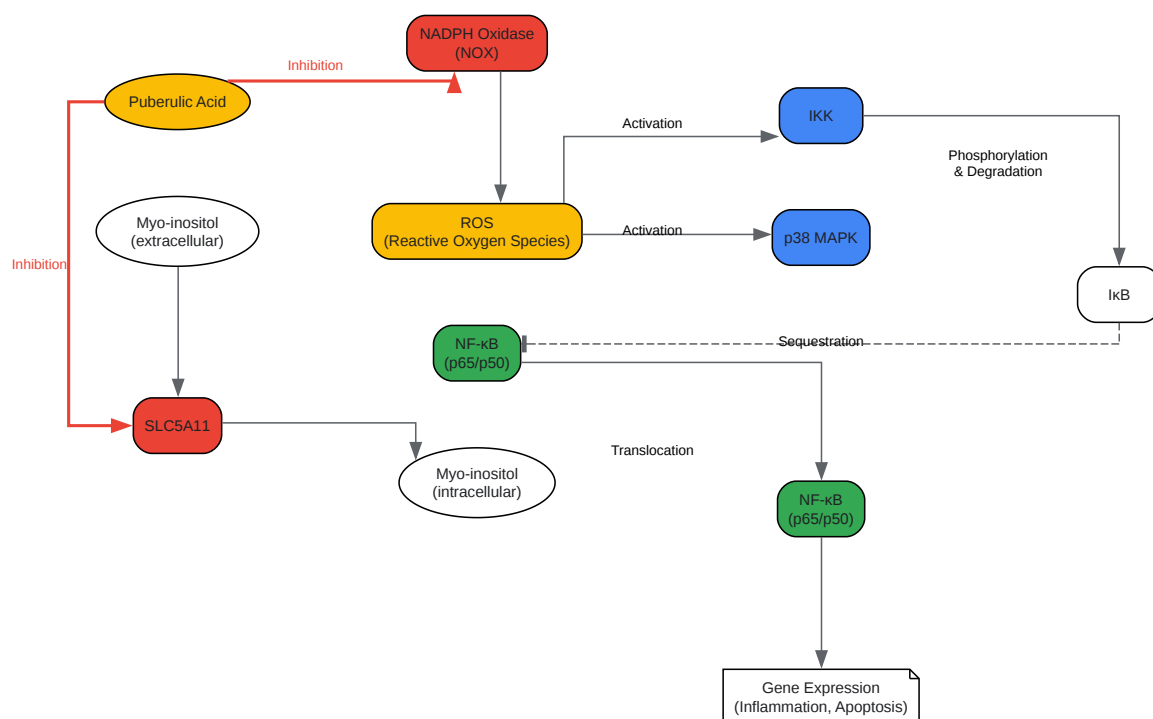 NADPH Oxidase
(NOX)
Inhibition
Puberulic Acid
IKK
Activation
Phosphorylation
& Degradation
Myo-inositol
(extracellular)
ROS
(Reactive Oxygen Species)
Activation
p38 MAPK
Inhibition
IκB
NF-κB
(p65/p50)
Sequestration
SLC5A11
Translocation
Myo-inositol
(intracellular)
NF-κB
(p65/p50)
Gene Expression
(Inflammation, Apoptosis)